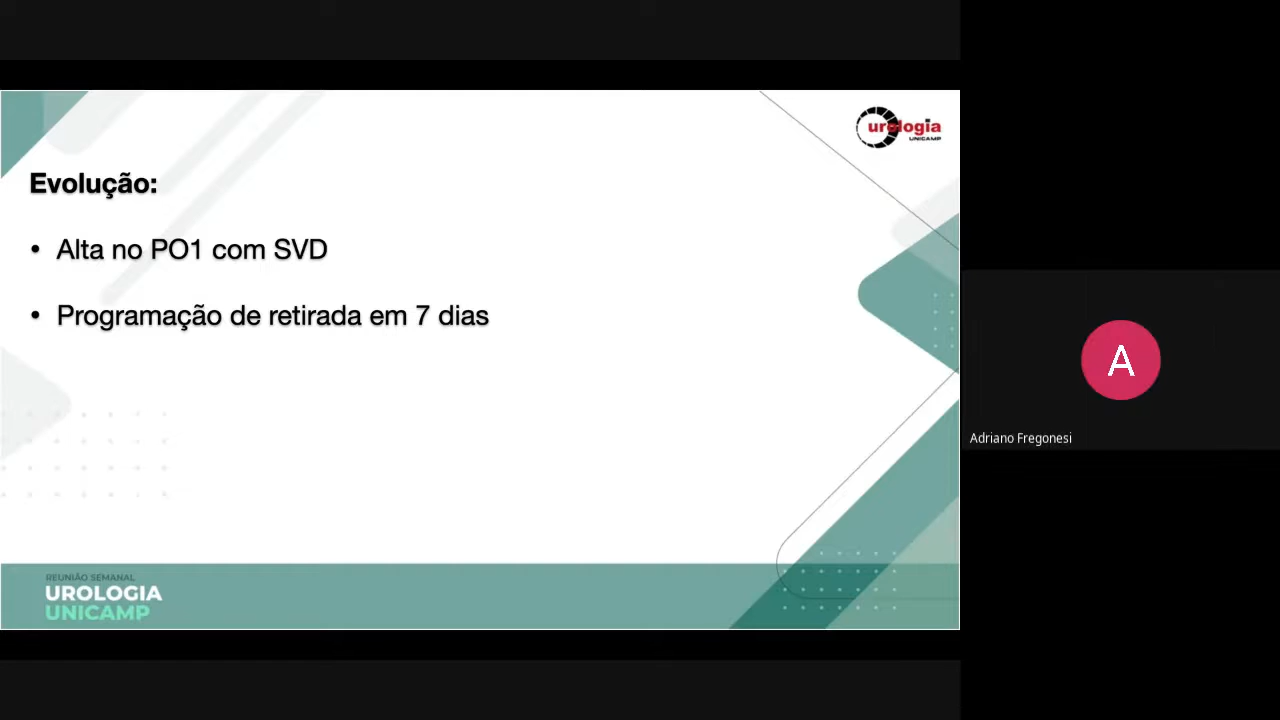 urologia
UNICAMP
Evolução:
• Alta no PO1 com SVD
• Programação de retirada em 7 dias
A
Adriano Fregonesi
REUNIÃO SEMANAL
UROLOGIA
UNICAMP